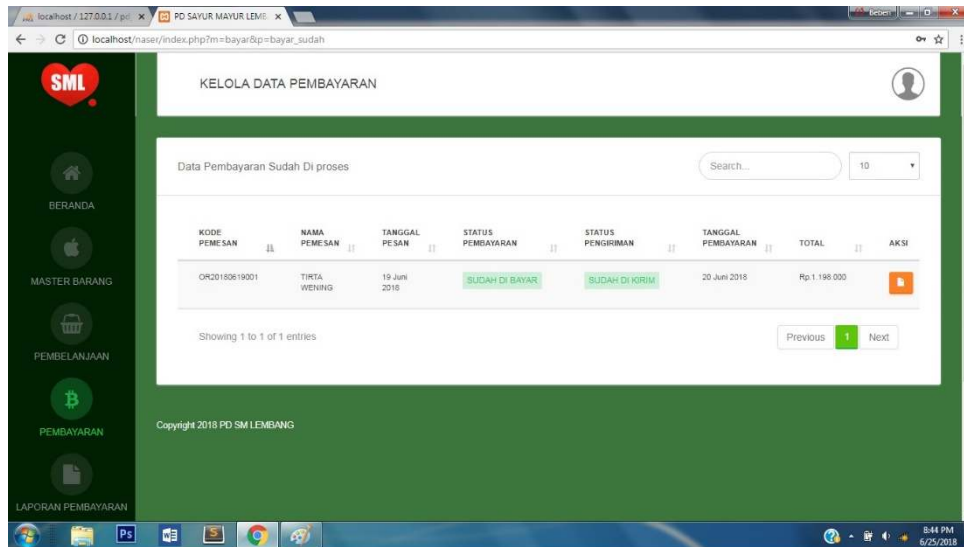 localhost / 127.0.0.1 / pd
PD SAYUR MAYUR LEMB
Beben
localhost/naser/index.php?m=bayar&p=bayar_sudah
SML
KELOLA DATA PEMBAYARAN
BERANDA
MASTER BARANG
PEMBELANJAAN
PEMBAYARAN
LAPORAN PEMBAYARAN
Data Pembayaran Sudah Di proses
Search...
10
KODE PEMESAN
NAMA PEMESAN
TANGGAL PESAN
STATUS PEMBAYARAN
STATUS PENGIRIMAN
TANGGAL PEMBAYARAN
TOTAL
AKSI
OR20180619001
TIRTA WENING
19 Juni 2018
SUDAH DI BAYAR
SUDAH DI KIRIM
20 Juni 2018
Rp.1.198.000
Showing 1 to 1 of 1 entries
Previous 1 Next
Copyright 2018 PD SM LEMBANG
Ps
8:44 PM
6/25/2018